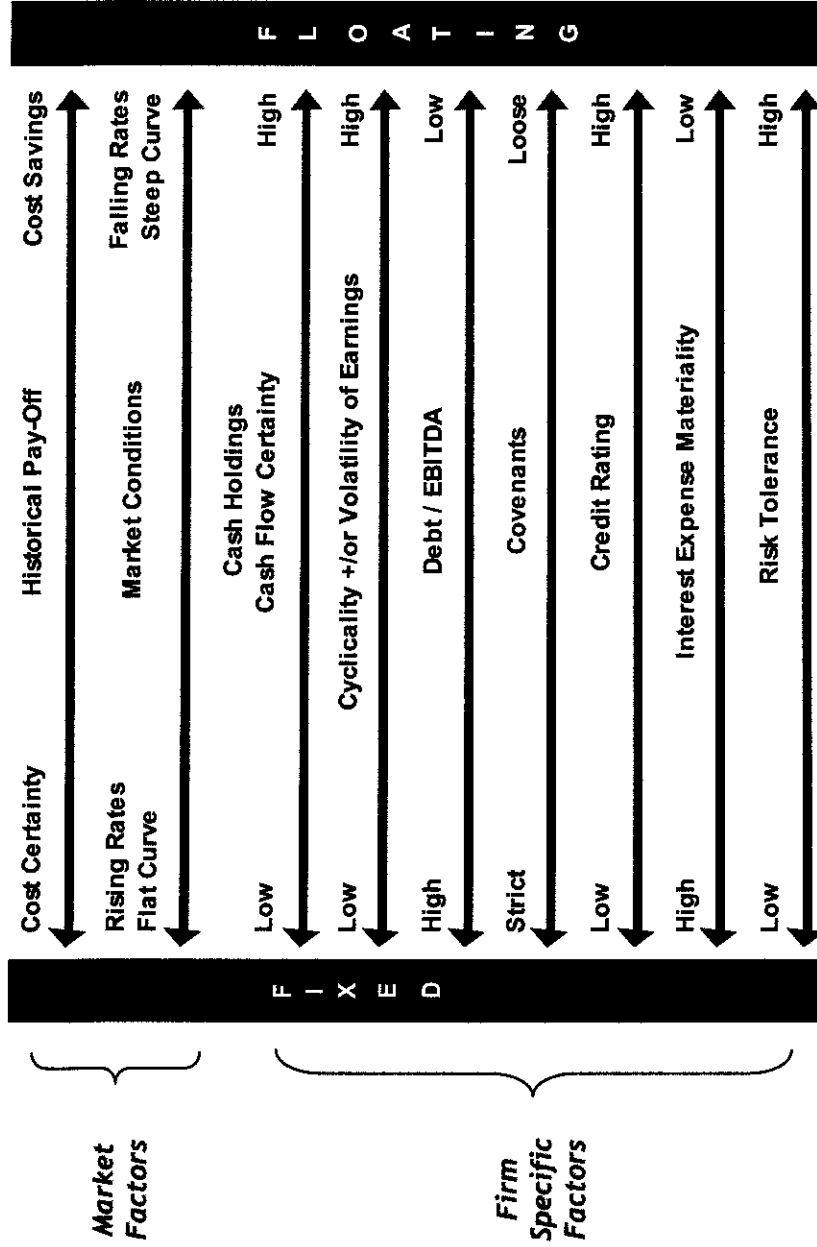 Market
Factors
Cost Certainty
Historical Pay-Off
Cost Savings
Rising Rates
Flat Curve
Market Conditions
Falling Rates
Steep Curve
Firm
Specific
Factors
FIXED
FLOATING
Cash Holdings
Low
Cash Flow Certainty
High
Low
Cyclicality +/or Volatility of Earnings
High
High
Debt / EBITDA
Low
Strict
Covenants
Loose
Low
Credit Rating
High
High
Interest Expense Materiality
Low
Low
Risk Tolerance
High